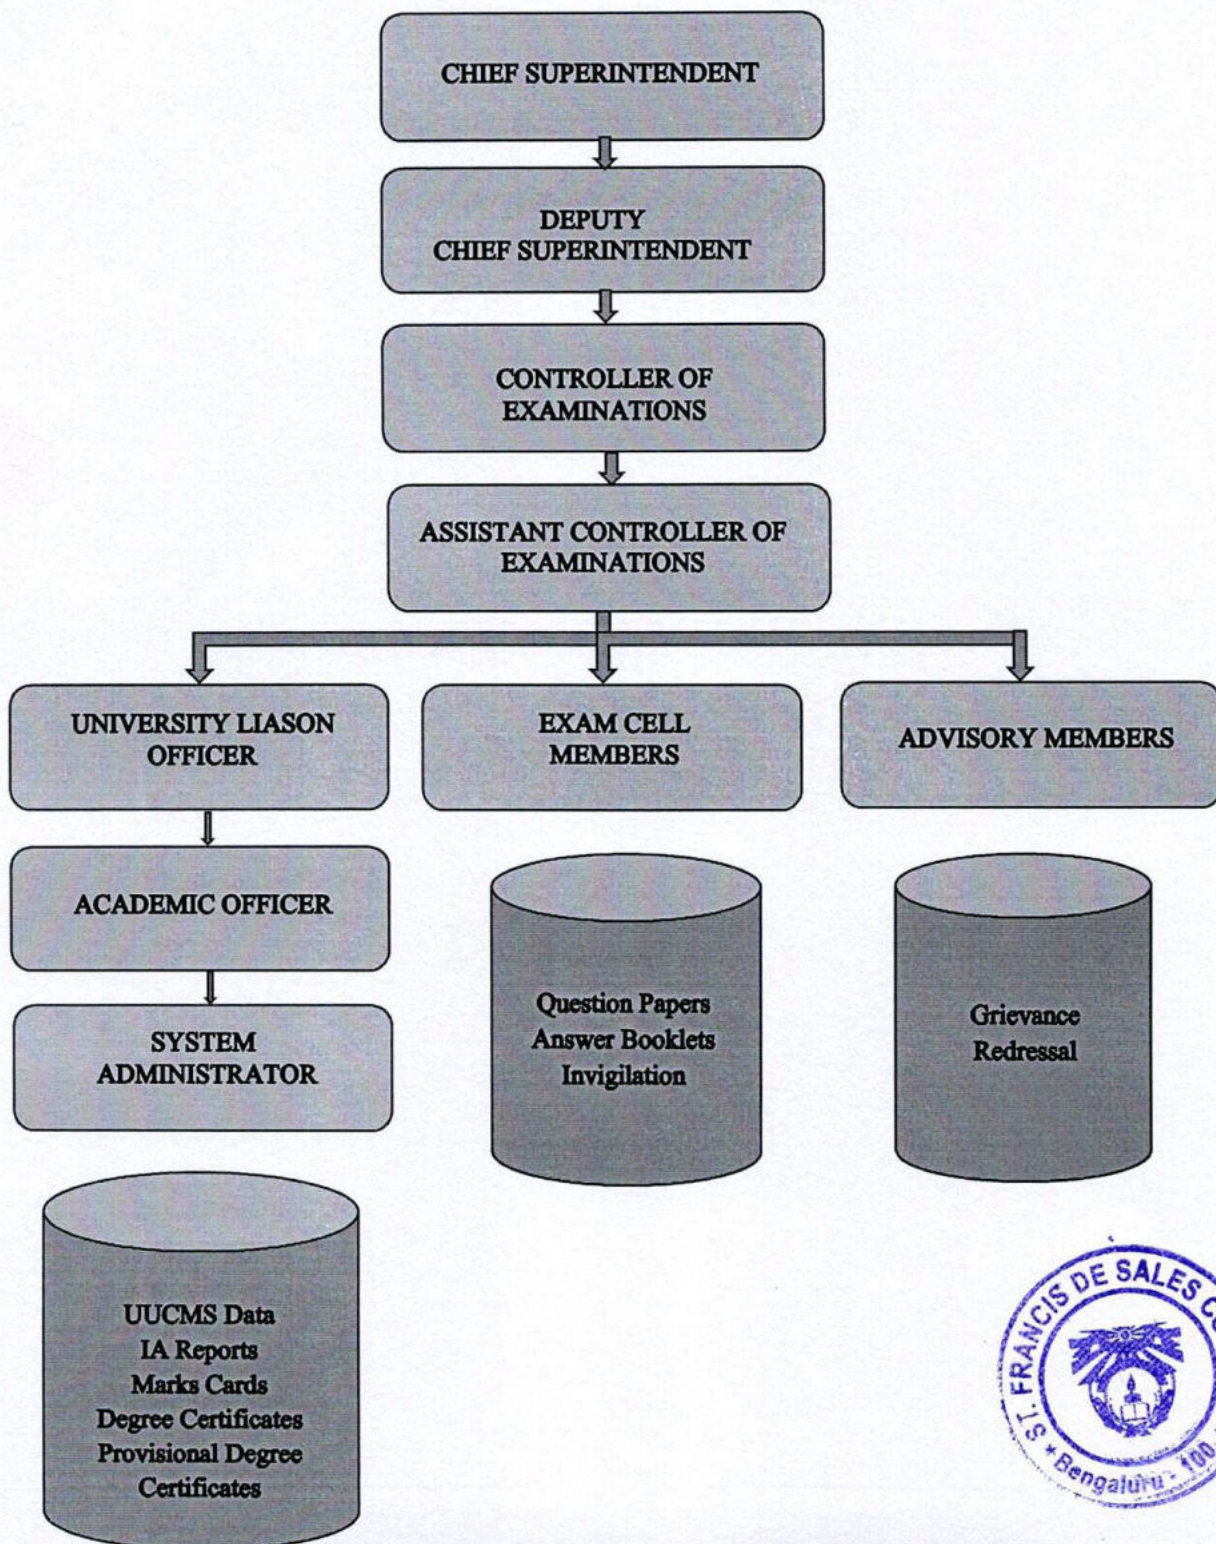 CHIEF SUPERINTENDENT
DEPUTY
CHIEF SUPERINTENDENT
CONTROLLER OF
EXAMINATIONS
ASSISTANT CONTROLLER OF
EXAMINATIONS
UNIVERSITY LIASON
OFFICER
EXAM CELL
MEMBERS
ADVISORY MEMBERS
ACADEMIC OFFICER
SYSTEM
ADMINISTRATOR
Question Papers
Answer Booklets
Invigilation
Grievance
Redressal
UUCMS Data
IA Reports
Marks Cards
Degree Certificates
Provisional Degree
Certificates
ST. FRANCIS DE SALES CO
* Bengaluru - 100